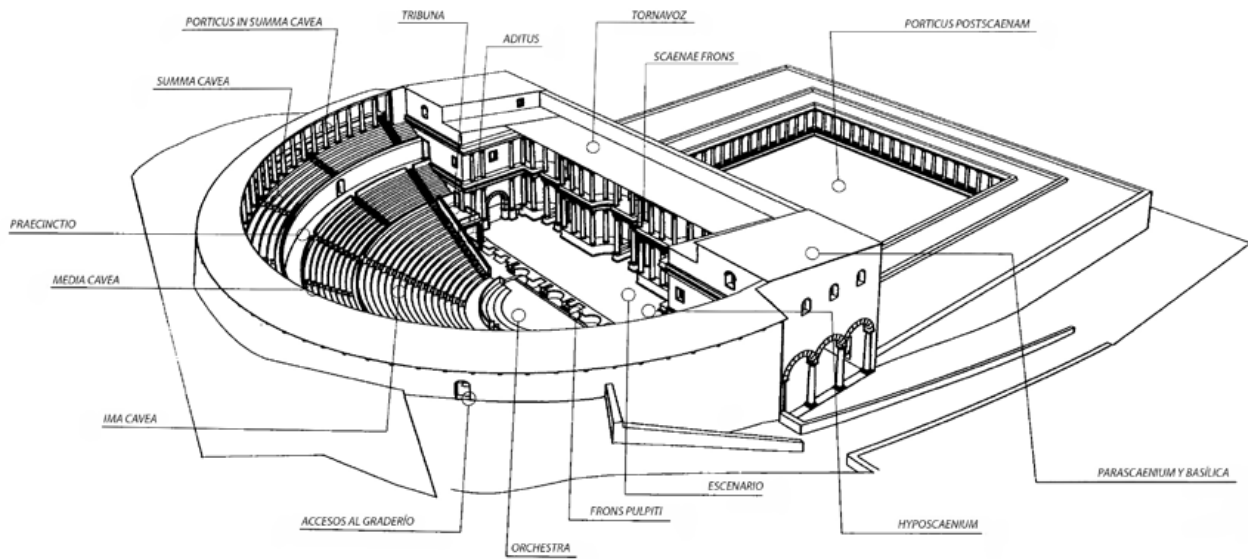 TRIBUNA
TORNAVOZ
PORTICUS IN SUMMA CAVEA
PORTICUS POSTSCAENAM
ADITUS
SCAENAE FRONS
SUMMA CAVEA
PRAECINCTIO
MEDIA CAVEA
IMA CAVEA
PARASCAENIUM Y BASÍLICA
ESCENARIO
FRONS PULPITI
ACCESOS AL GRADERÍO
HYPOSCAENIUM
ORCHESTRA